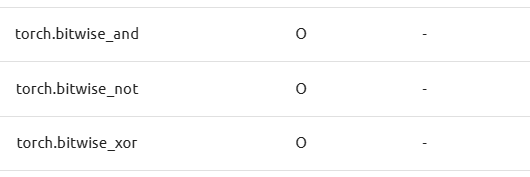 torch.bitwise_and O -
torch.bitwise_not O -
torch.bitwise_xor O -